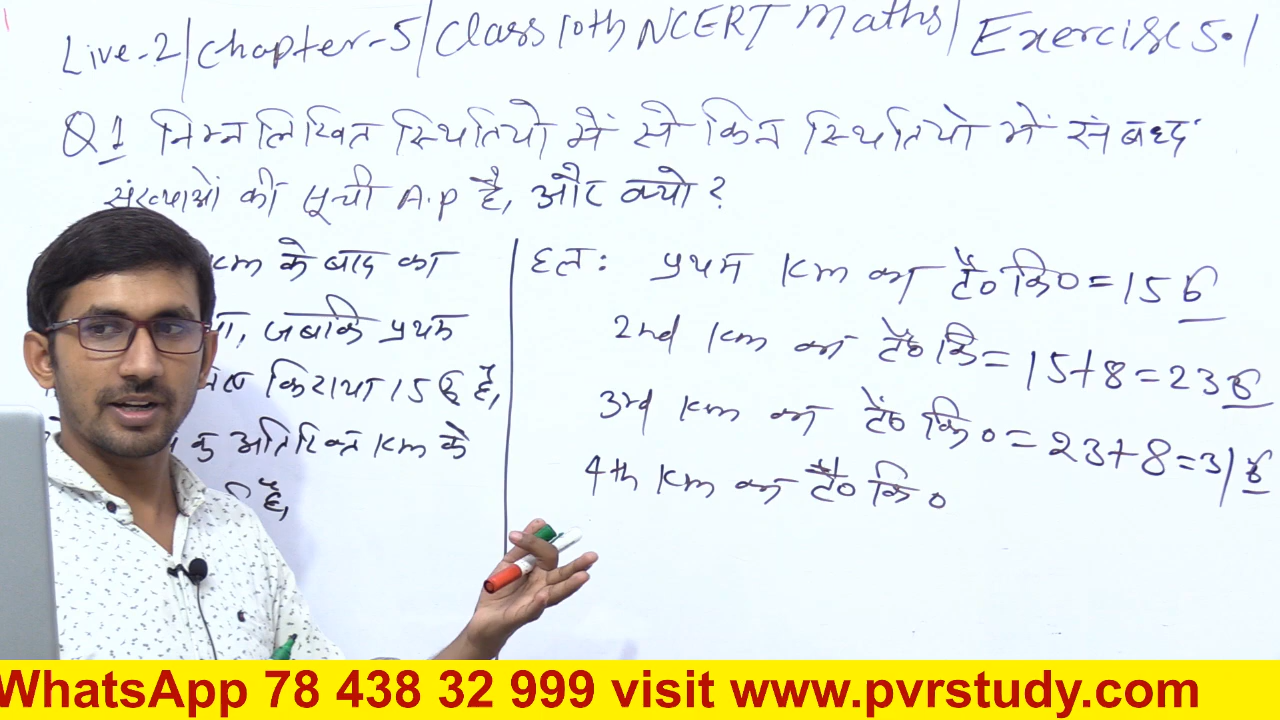 Live-2/Chapter-5/Class 10th NCERT Maths/Exercise 5.1
Q1 निम्नलिखित स्थितियो में से किन स्थितियो में संबध्द
संख्याओं की सूची A.P है, और क्यो?
km के बाद का
जबकि प्रथम
किराया 15 रु है,
अतिरिक्त km के
है,
हल: प्रथम km का टै० कि० = 15 रु
2nd km का टै० कि = 15+8 = 23 रु
3rd km का टै० कि० = 23+8 = 31 रु
4th km का टै० कि०
WhatsApp 78 438 32 999 visit www.pvrstudy.com